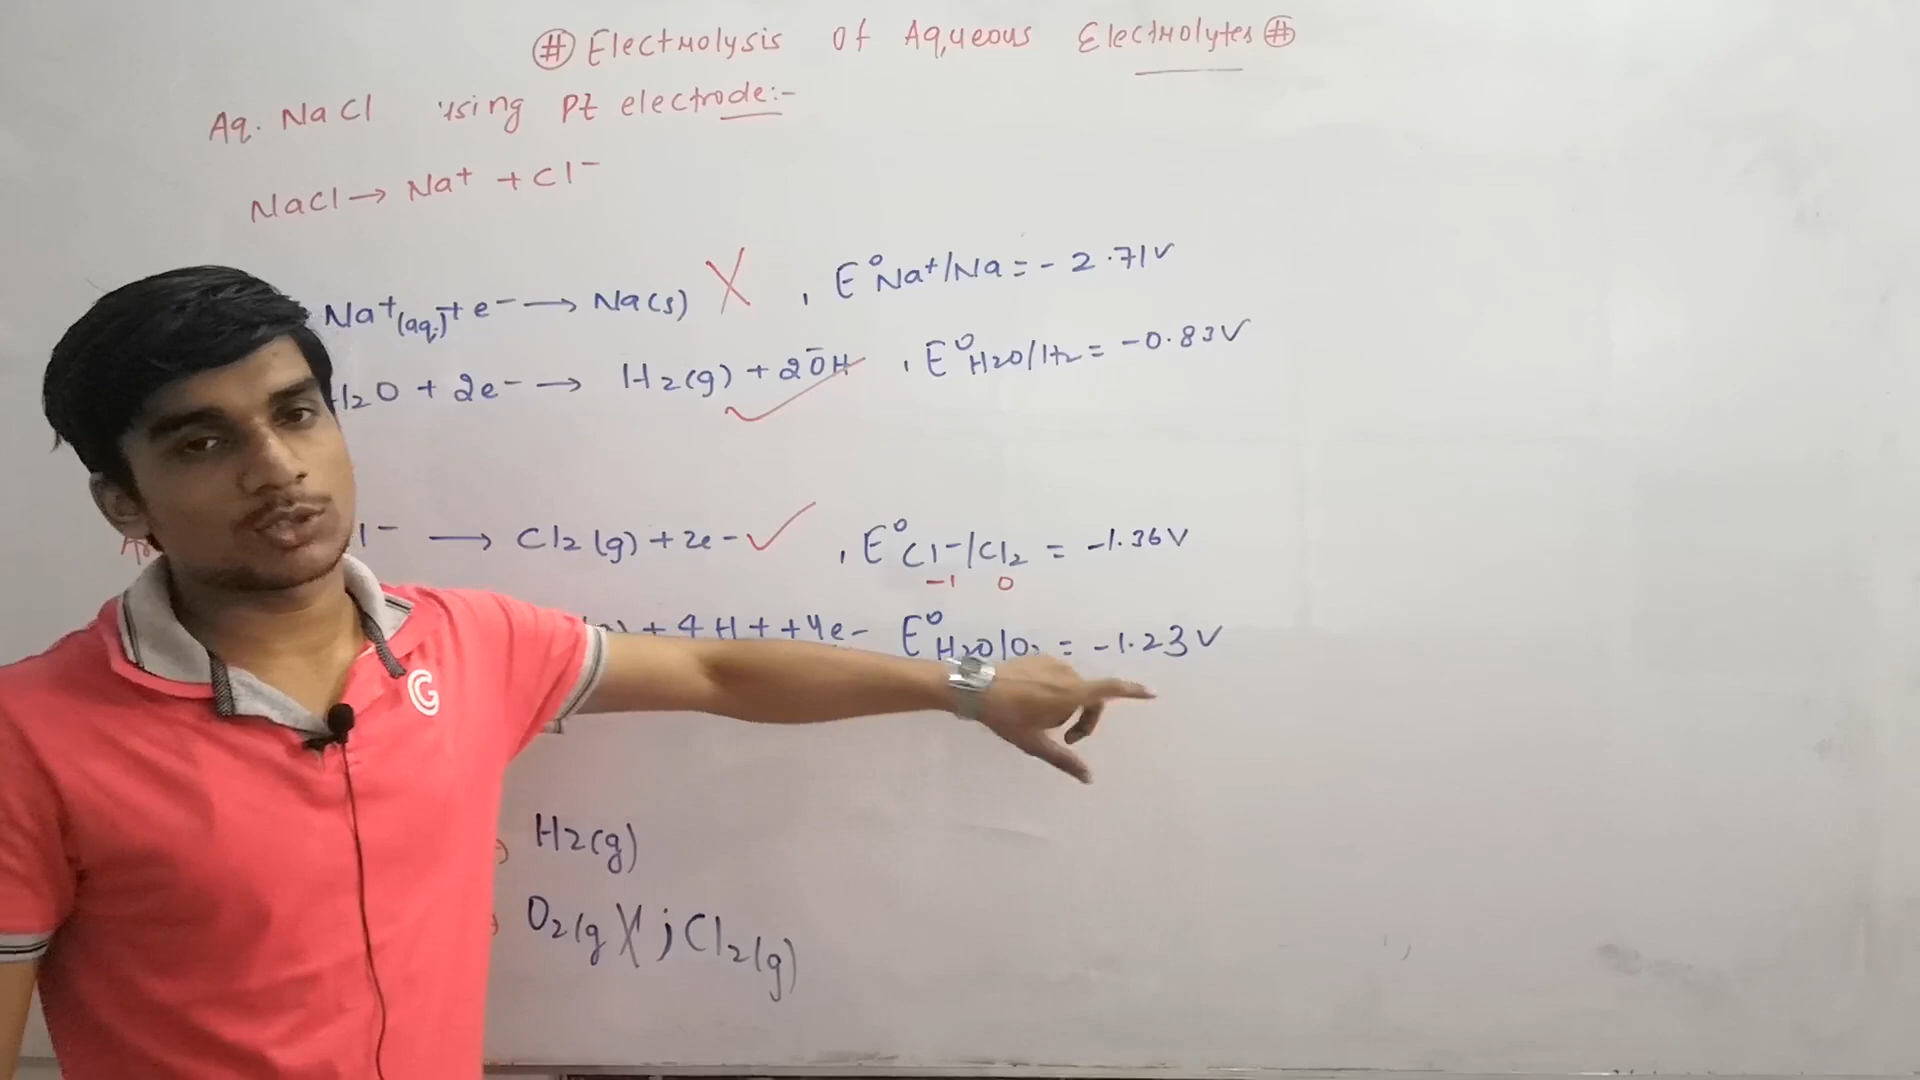 # Electrolysis of Aqueous Electrolytes #
Aq. NaCl using Pt electrode:-
NaCl → Na+ + Cl-
Na+(aq.) + e- → Na(s) X , E°Na+/Na = -2.71V
H2O + 2e- → H2(g) + 2ŌH ✓ , E°H2O/H2 = -0.83V
l- → Cl2(g) + 2e- ✓ , E°Cl-/Cl2 = -1.36V
-1 0
+ 4H+ + 4e- E°H2O/O2 = -1.23V
H2(g)
O2(g) X ; Cl2(g)
G